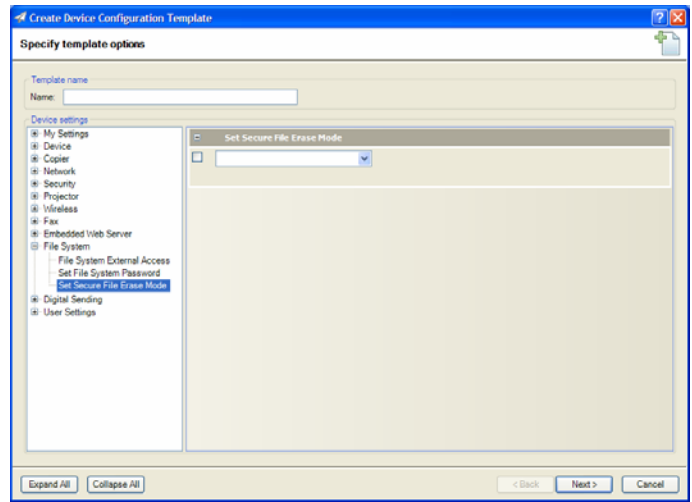 Create Device Configuration Template
Specify template options
Template name
Name:
Device settings
My Settings
Device
Copier
Network
Security
Projector
Wireless
Fax
Embedded Web Server
File System
File System External Access
Set File System Password
Set Secure File Erase Mode
Digital Sending
User Settings
Set Secure File Erase Mode
Expand All
Collapse All
< Back
Next >
Cancel